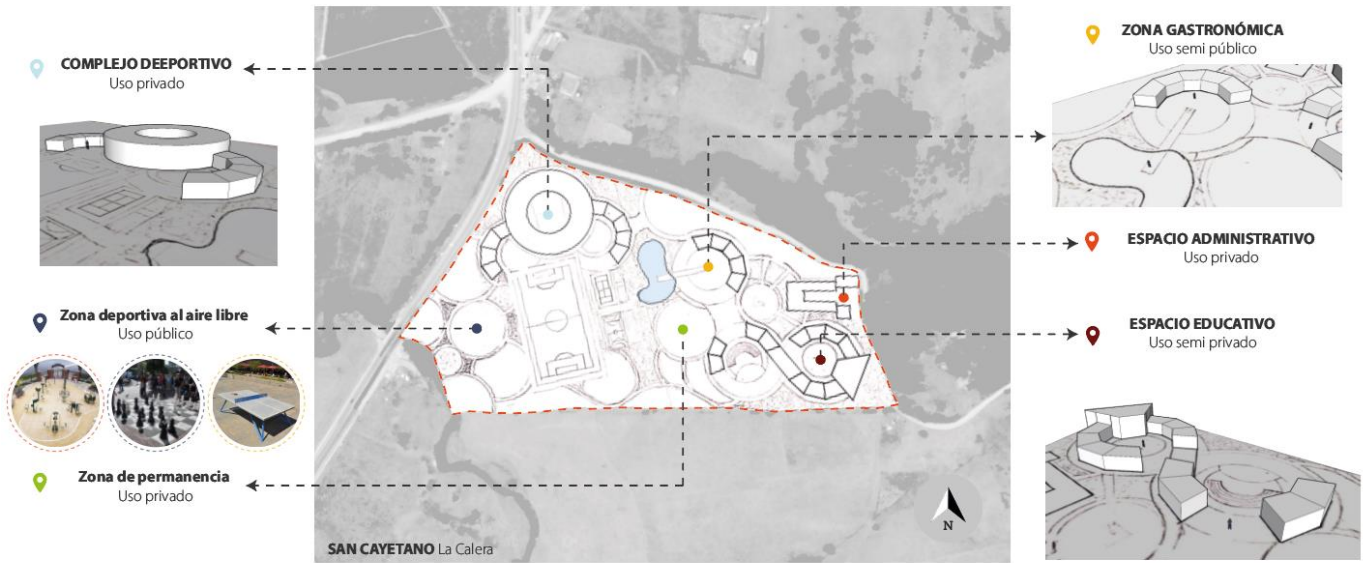 COMPLEJO DEEPORTIVO
Uso privado
Zona deportiva al aire libre
Uso público
Zona de permanencia
Uso privado
SAN CAYETANO La Calera
N
ZONA GASTRONÓMICA
Uso semi público
ESPACIO ADMINISTRATIVO
Uso privado
ESPACIO EDUCATIVO
Uso semi privado